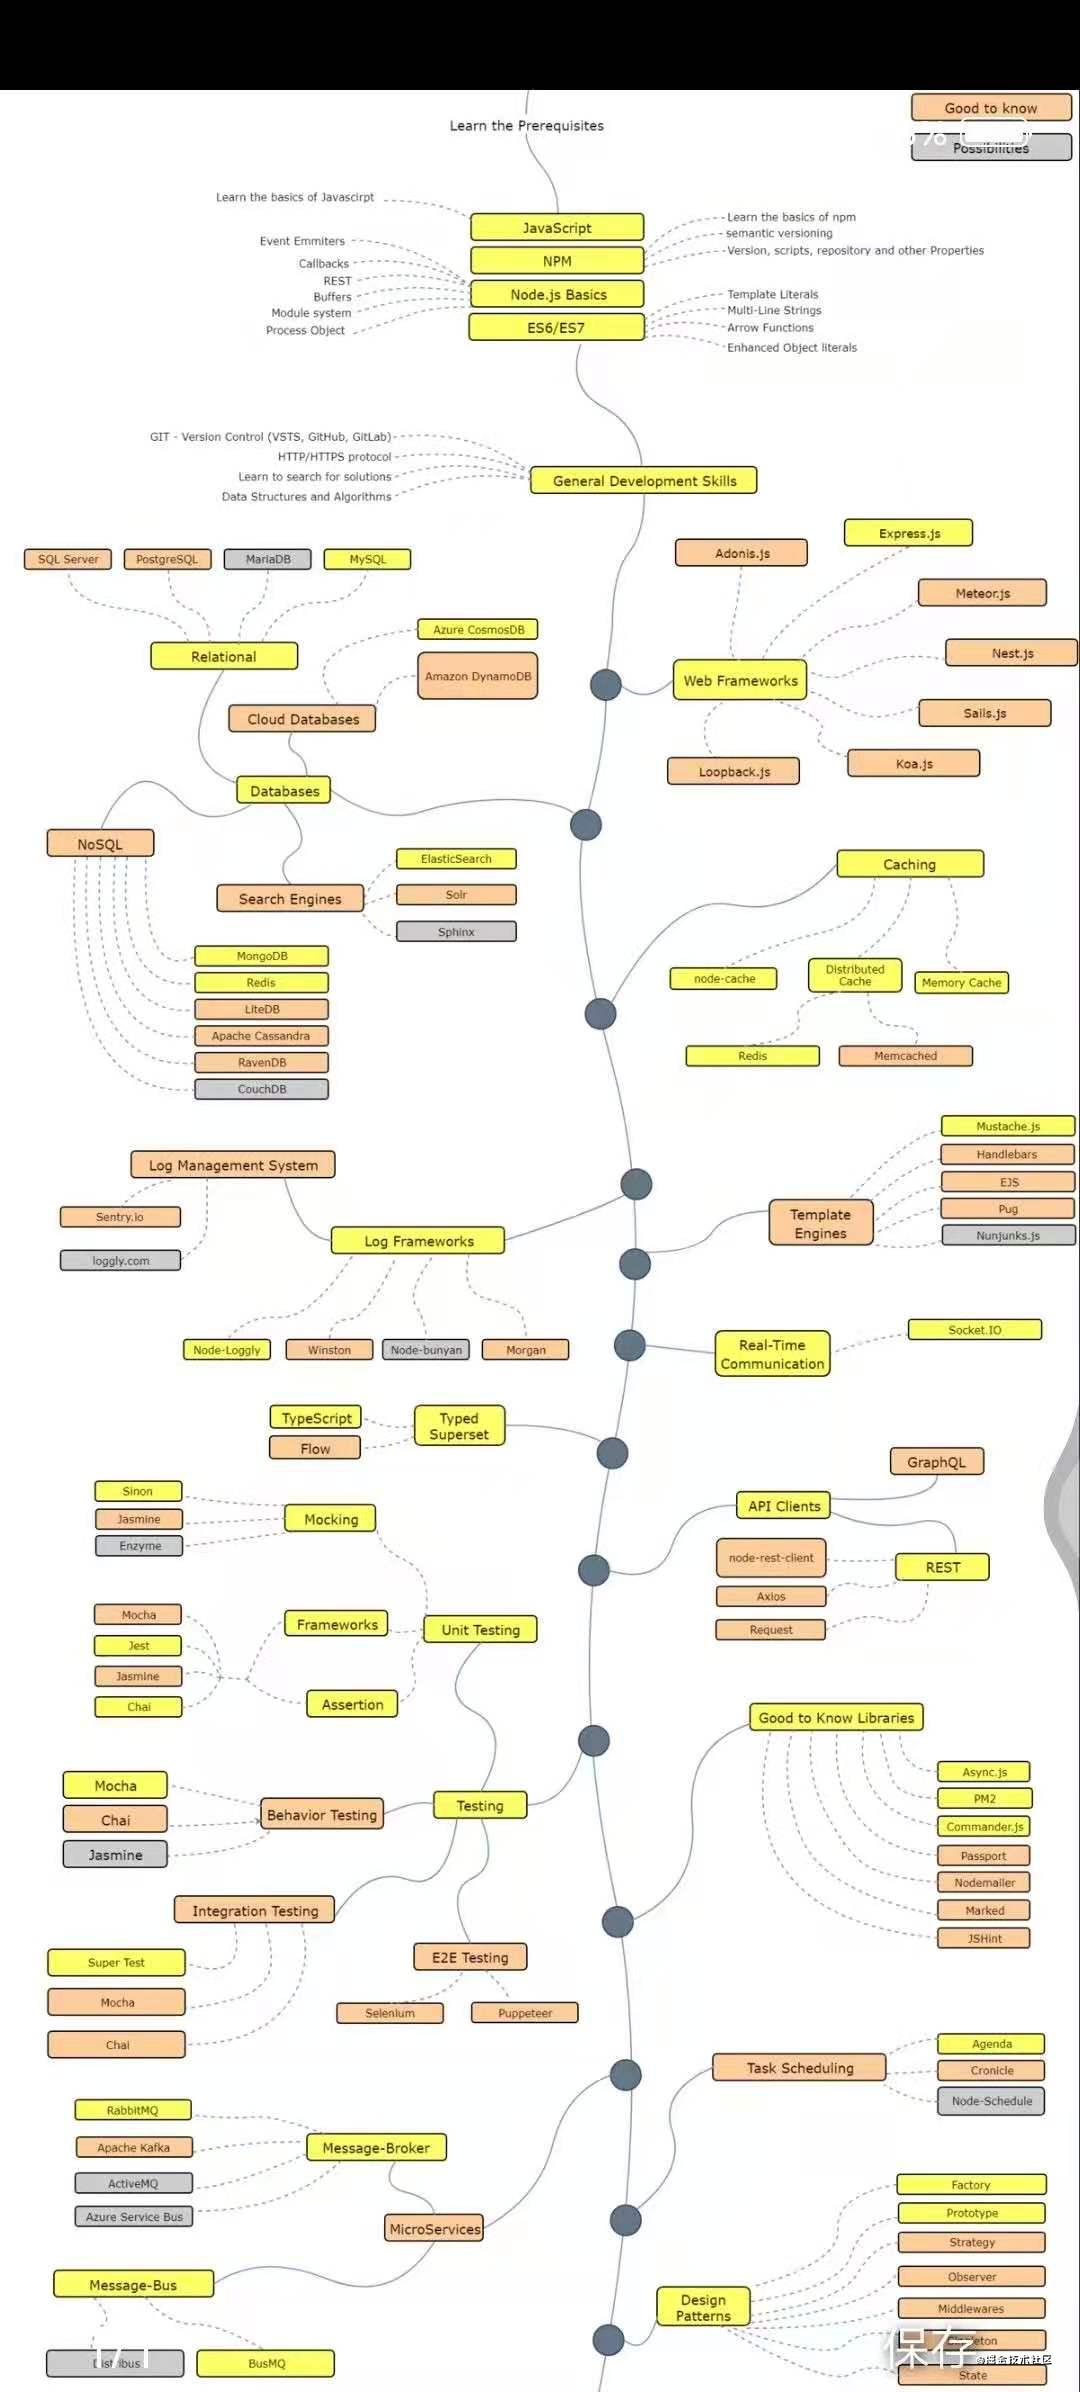 Learn the Prerequisites
Good to know
Possibilities
%
Learn the basics of Javascirpt
JavaScript
Learn the basics of npm
semantic versioning
Version, scripts, repository and other Properties
Event Emmiters
NPM
Callbacks
REST
Buffers
Module system
Process Object
Node.js Basics
Template Literals
Multi-Line Strings
Arrow Functions
Enhanced Object literals
ES6/ES7
GIT - Version Control (VSTS, GitHub, GitLab)
HTTP/HTTPS protocol
Learn to search for solutions
Data Structures and Algorithms
General Development Skills
SQL Server
PostgreSQL
MariaDB
MySQL
Relational
Azure CosmosDB
Amazon DynamoDB
Cloud Databases
Databases
Adonis.js
Express.js
Meteor.js
Nest.js
Web Frameworks
Sails.js
Koa.js
Loopback.js
NoSQL
Search Engines
ElasticSearch
Solr
Sphinx
MongoDB
Redis
LiteDB
Apache Cassandra
RavenDB
CouchDB
Caching
node-cache
Distributed
Cache
Memory Cache
Redis
Memcached
Log Management System
Sentry.io
loggly.com
Log Frameworks
Node-Loggly
Winston
Node-bunyan
Morgan
Template
Engines
Mustache.js
Handlebars
EJS
Pug
Nunjunks.js
Real-Time
Communication
Socket.IO
TypeScript
Flow
Typed
Superset
GraphQL
API Clients
REST
node-rest-client
Axios
Request
Sinon
Jasmine
Enzyme
Mocking
Mocha
Jest
Jasmine
Chai
Frameworks
Unit Testing
Assertion
Good to Know Libraries
Async.js
PM2
Commander.js
Passport
Nodemailer
Marked
JSHint
Mocha
Chai
Jasmine
Behavior Testing
Testing
Integration Testing
Super Test
Mocha
Chai
E2E Testing
Selenium
Puppeteer
Task Scheduling
Agenda
Cronicle
Node-Schedule
RabbitMQ
Apache Kafka
ActiveMQ
Azure Service Bus
Message-Broker
MicroServices
Message-Bus
BusMQ
1/1
Design
Patterns
Factory
Prototype
Strategy
Observer
Middlewares
State
保存
@掘金技术社区